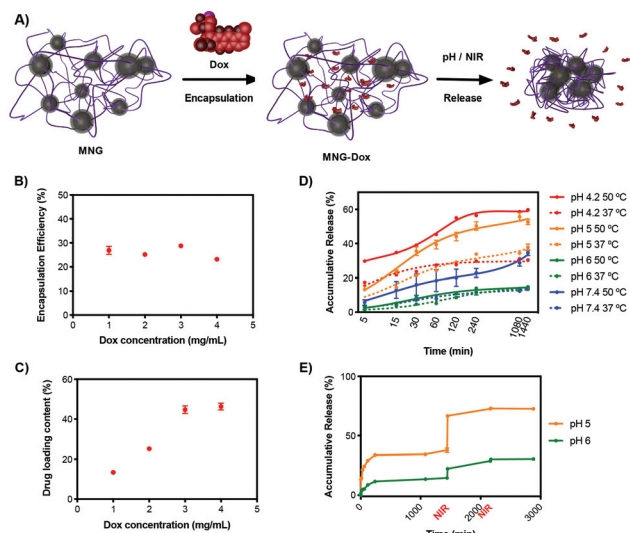 A)
Dox
Encapsulation
pH / NIR
Release
MNG
MNG-Dox
B)
Encapsulation Efficiency (%)
50
40
30
20
10
0
0 1 2 3 4 5
Dox concentration (mg/mL)
C)
Drug loading content (%)
60
40
20
0
0 1 2 3 4 5
Dox concentration (mg/mL)
D)
Accumulative Release (%)
60
40
20
0
5 15 30 60 120 240 1080 1440
Time (min)
pH 4.2 50 ºC
pH 4.2 37 ºC
pH 5 50 ºC
pH 5 37 ºC
pH 6 50 ºC
pH 6 37 ºC
pH 7.4 50 ºC
pH 7.4 37 ºC
E)
Accumulative Release (%)
100
50
0
0 1000 NIR 2000 NIR 3000
Time (min)
pH 5
pH 6